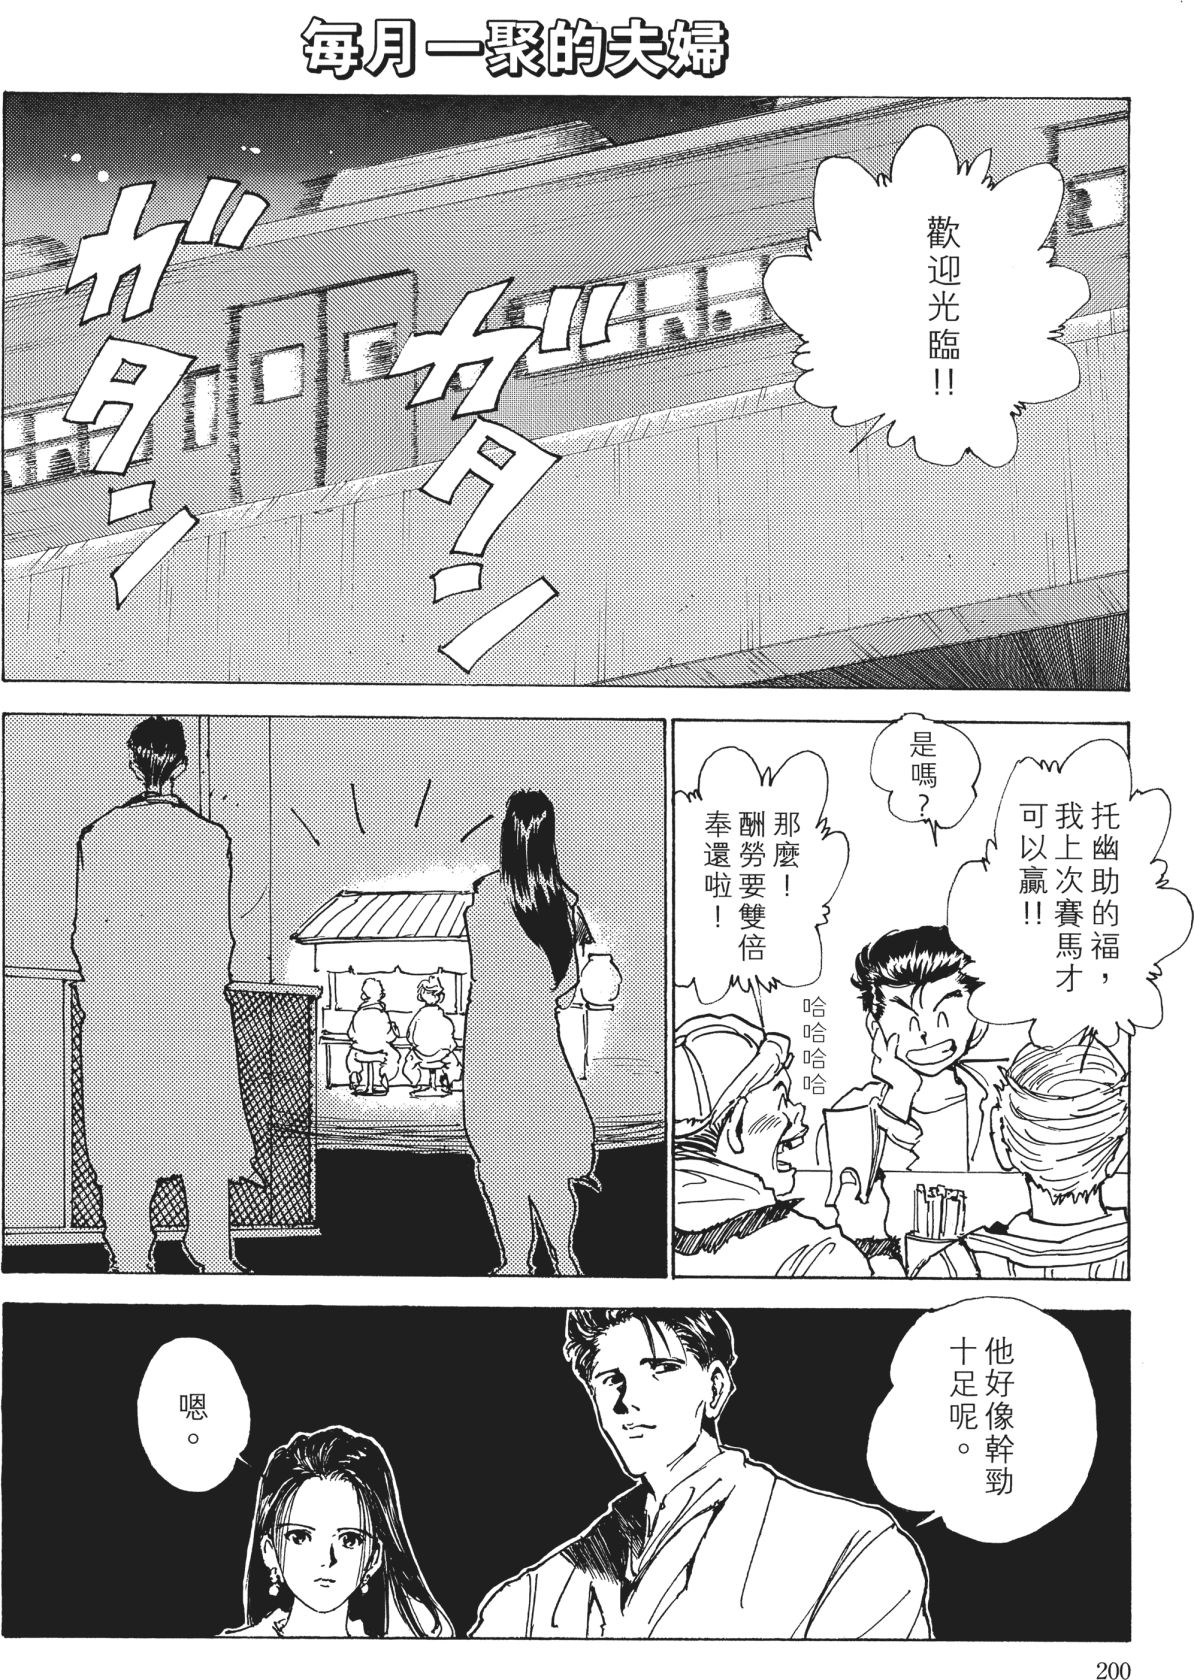 每月一聚的夫婦
歡迎光臨!!
ガタン
ガタン
托幽助的福，
我上次賽馬才
可以贏!!
是嗎？
那麼！
酬勞要雙倍
奉還啦！
哈哈哈哈
他好像幹勁
十足呢。
嗯。
200